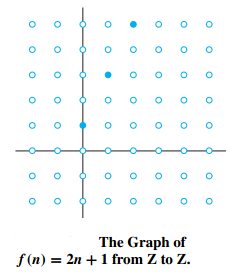 The Graph of
f(n) = 2n + 1 from Z to Z.